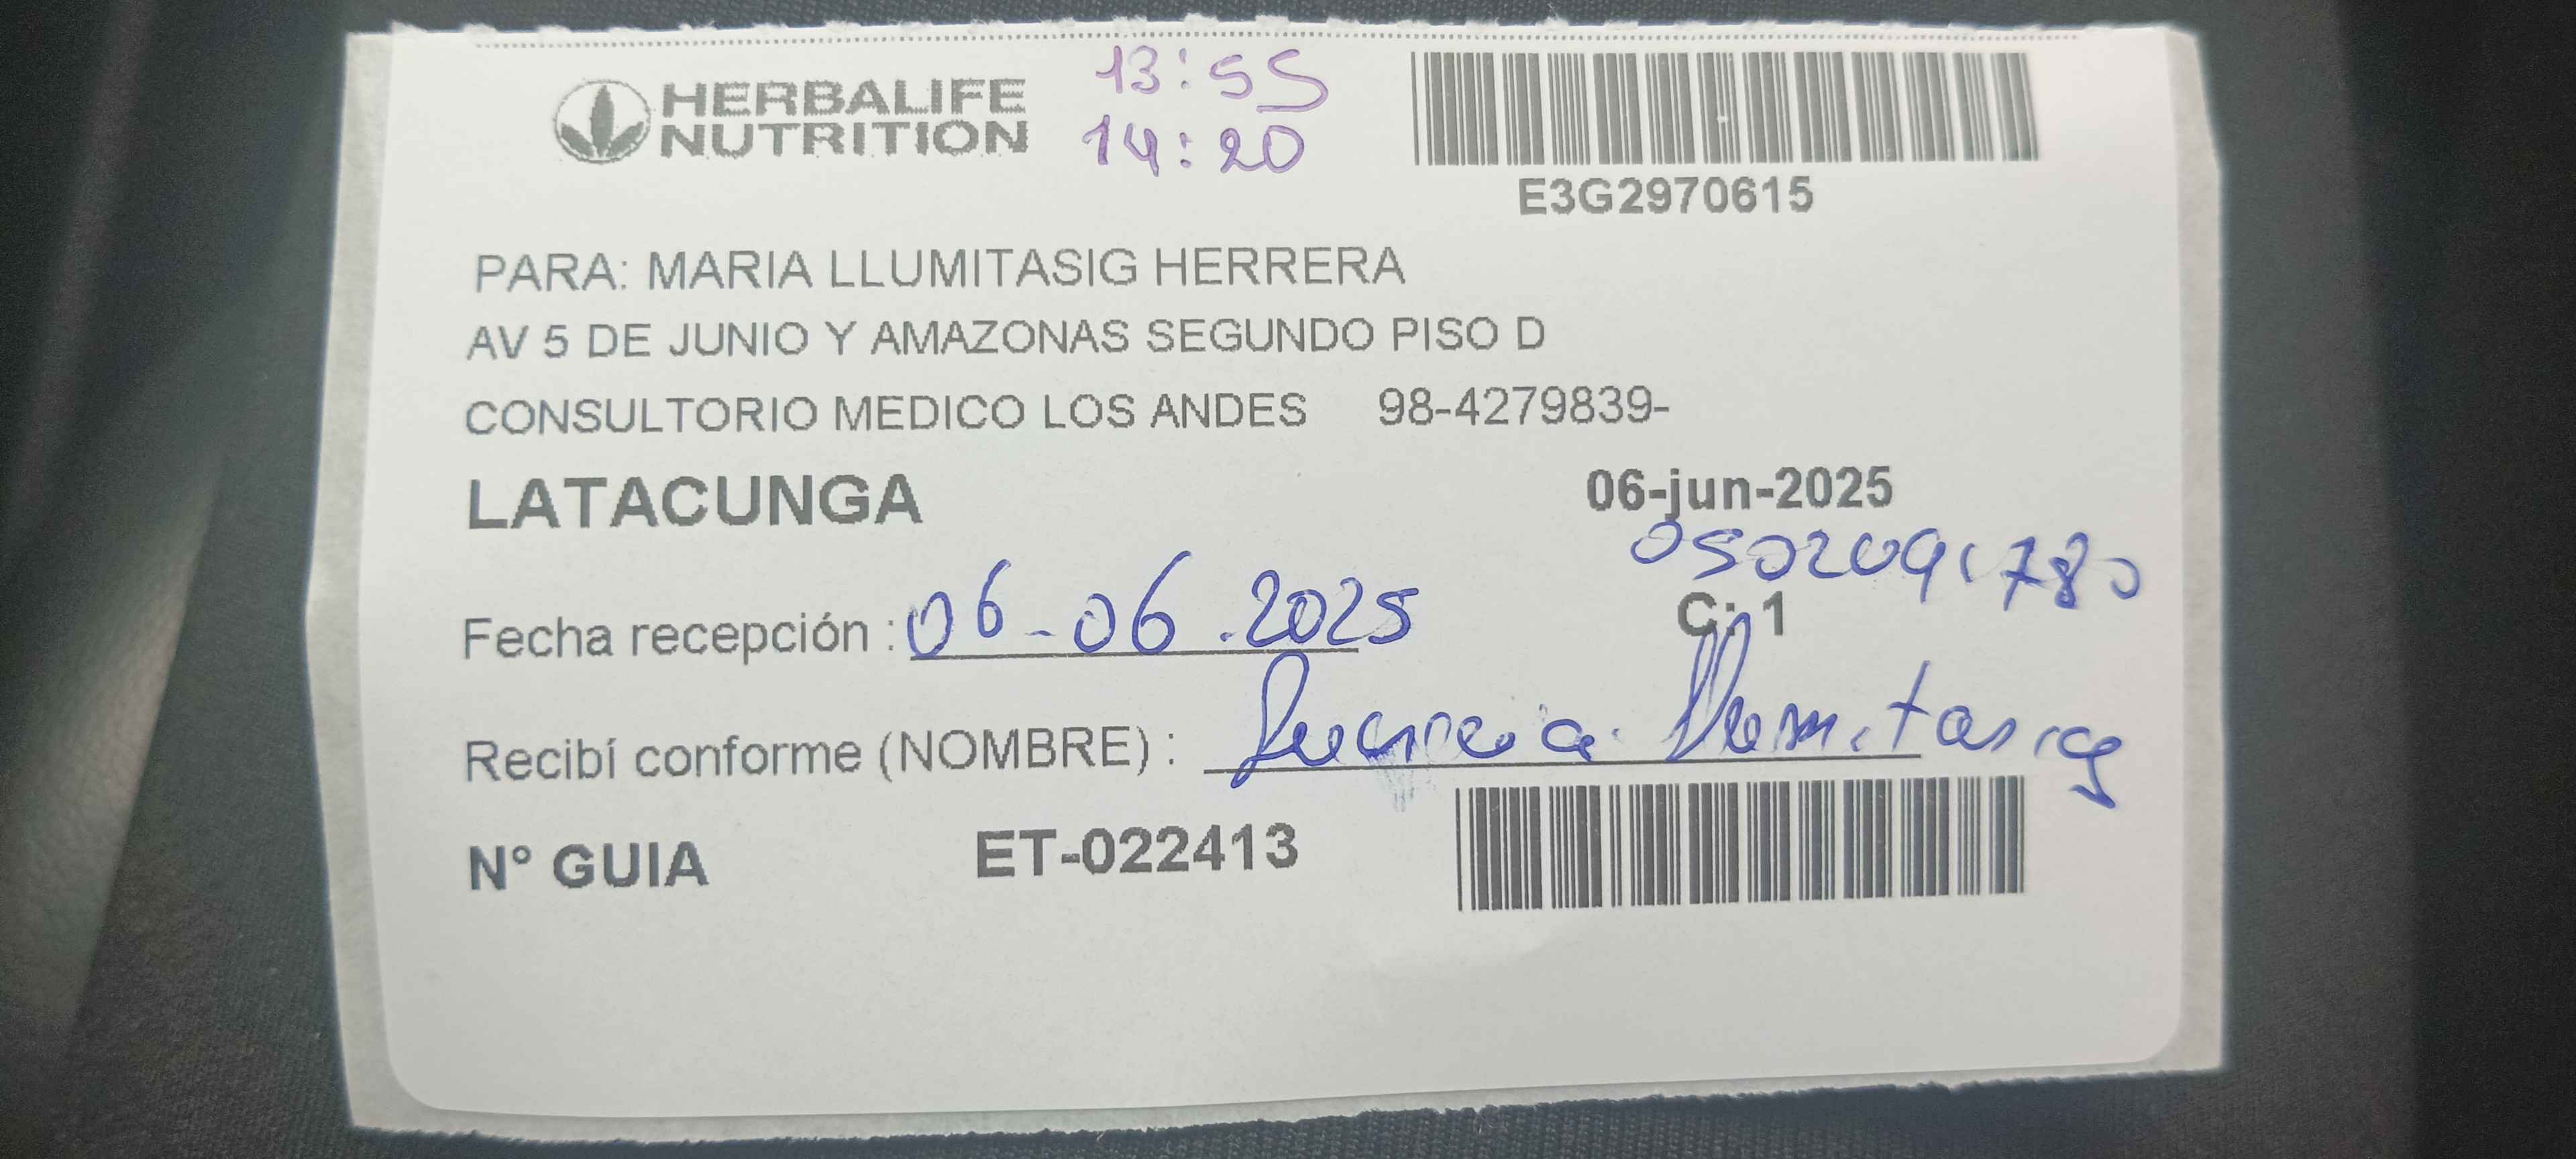 HERBALIFE
NUTRITION
13:55
14:20
E3G2970615
PARA: MARIA LLUMITASIG HERRERA
AV 5 DE JUNIO Y AMAZONAS SEGUNDO PISO D
CONSULTORIO MEDICO LOS ANDES 98-4279839-
LATACUNGA 06-jun-2025
0502091780
Fecha recepción : 06-06.2025 C: 1
Recibí conforme (NOMBRE) : Llumitasig
N° GUIA ET-022413